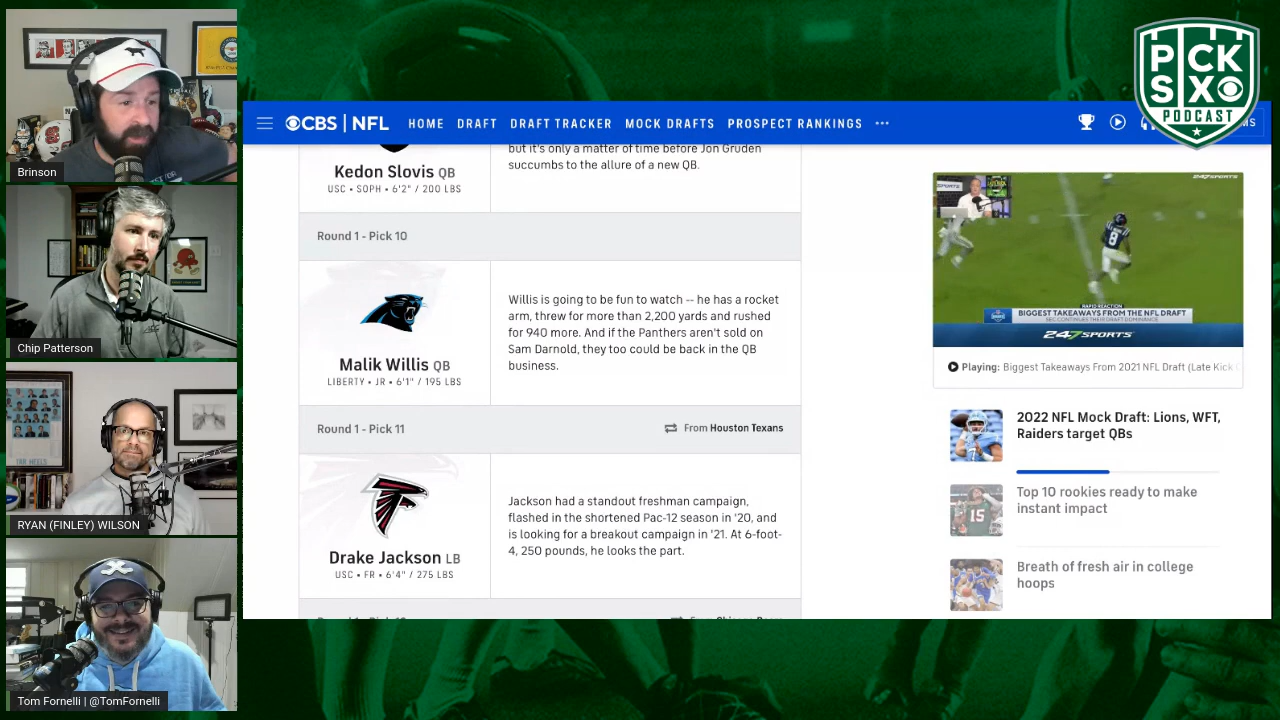 Brinson
Chip Patterson
RYAN (FINLEY) WILSON
Tom Fornelli | @TomFornelli
PICK
SIX
PODCAST
CBS | NFL
HOME
DRAFT
DRAFT TRACKER
MOCK DRAFTS
PROSPECT RANKINGS
Kedon Slovis QB
USC • SOPH • 6'2" / 200 LBS
but it's only a matter of time before Jon Gruden
succumbs to the allure of a new QB.
Round 1 - Pick 10
Malik Willis QB
LIBERTY • JR • 6'1" / 195 LBS
Willis is going to be fun to watch -- he has a rocket
arm, threw for more than 2,200 yards and rushed
for 940 more. And if the Panthers aren't sold on
Sam Darnold, they too could be back in the QB
business.
Round 1 - Pick 11
From Houston Texans
Drake Jackson LB
USC • FR • 6'4" / 275 LBS
Jackson had a standout freshman campaign,
flashed in the shortened Pac-12 season in '20, and
is looking for a breakout campaign in '21. At 6-foot-
4, 250 pounds, he looks the part.
247SPORTS
8
RAPID REACTION
BIGGEST TAKEAWAYS FROM THE NFL DRAFT
SEC CONTINUES THEIR DRAFT DOMINANCE
247SPORTS
Playing: Biggest Takeaways From 2021 NFL Draft (Late Kick
2022 NFL Mock Draft: Lions, WFT,
Raiders target QBs
15
Top 10 rookies ready to make
instant impact
Breath of fresh air in college
hoops